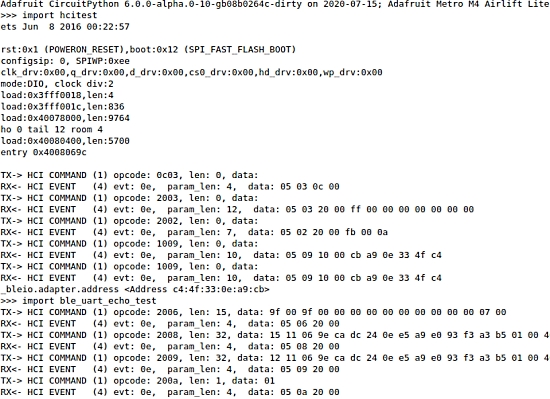 Adafruit CircuitPython 6.0.0-alpha.0-10-gb08b0264c-dirty on 2020-07-15; Adafruit Metro M4 Airlift Lite
>>> import hcitest
ets Jun  8 2016 00:22:57
rst:0x1 (POWERON_RESET),boot:0x12 (SPI_FAST_FLASH_BOOT)
configsip: 0, SPIWP:0xee
clk_drv:0x00,q_drv:0x00,d_drv:0x00,cs0_drv:0x00,hd_drv:0x00,wp_drv:0x00
mode:DIO, clock div:2
load:0x3fff0018,len:4
load:0x3fff001c,len:836
load:0x40078000,len:9764
ho 0 tail 12 room 4
load:0x40080400,len:5700
entry 0x4008069c
TX-> HCI COMMAND (1) opcode: 0c03, len: 0, data:
RX<- HCI EVENT   (4) evt: 0e,  param_len: 4,  data: 05 03 0c 00
TX-> HCI COMMAND (1) opcode: 2003, len: 0, data:
RX<- HCI EVENT   (4) evt: 0e,  param_len: 12,  data: 05 03 20 00 ff 00 00 00 00 00 00 00
TX-> HCI COMMAND (1) opcode: 2002, len: 0, data:
RX<- HCI EVENT   (4) evt: 0e,  param_len: 7,  data: 05 02 20 00 fb 00 0a
TX-> HCI COMMAND (1) opcode: 1009, len: 0, data:
RX<- HCI EVENT   (4) evt: 0e,  param_len: 10,  data: 05 09 10 00 cb a9 0e 33 4f c4
TX-> HCI COMMAND (1) opcode: 1009, len: 0, data:
RX<- HCI EVENT   (4) evt: 0e,  param_len: 10,  data: 05 09 10 00 cb a9 0e 33 4f c4
_bleio.adapter.address <Address c4:4f:33:0e:a9:cb>
>>> import ble_uart_echo_test
TX-> HCI COMMAND (1) opcode: 2006, len: 15, data: 9f 00 9f 00 00 00 00 00 00 00 00 00 00 07 00
RX<- HCI EVENT   (4) evt: 0e,  param_len: 4,  data: 05 06 20 00
TX-> HCI COMMAND (1) opcode: 2008, len: 32, data: 15 11 06 9e ca dc 24 0e e5 a9 e0 93 f3 a3 b5 01 00 4
RX<- HCI EVENT   (4) evt: 0e,  param_len: 4,  data: 05 08 20 00
TX-> HCI COMMAND (1) opcode: 2009, len: 32, data: 12 11 06 9e ca dc 24 0e e5 a9 e0 93 f3 a3 b5 01 00 4
RX<- HCI EVENT   (4) evt: 0e,  param_len: 4,  data: 05 09 20 00
TX-> HCI COMMAND (1) opcode: 200a, len: 1, data: 01
RX<- HCI EVENT   (4) evt: 0e,  param_len: 4,  data: 05 0a 20 00